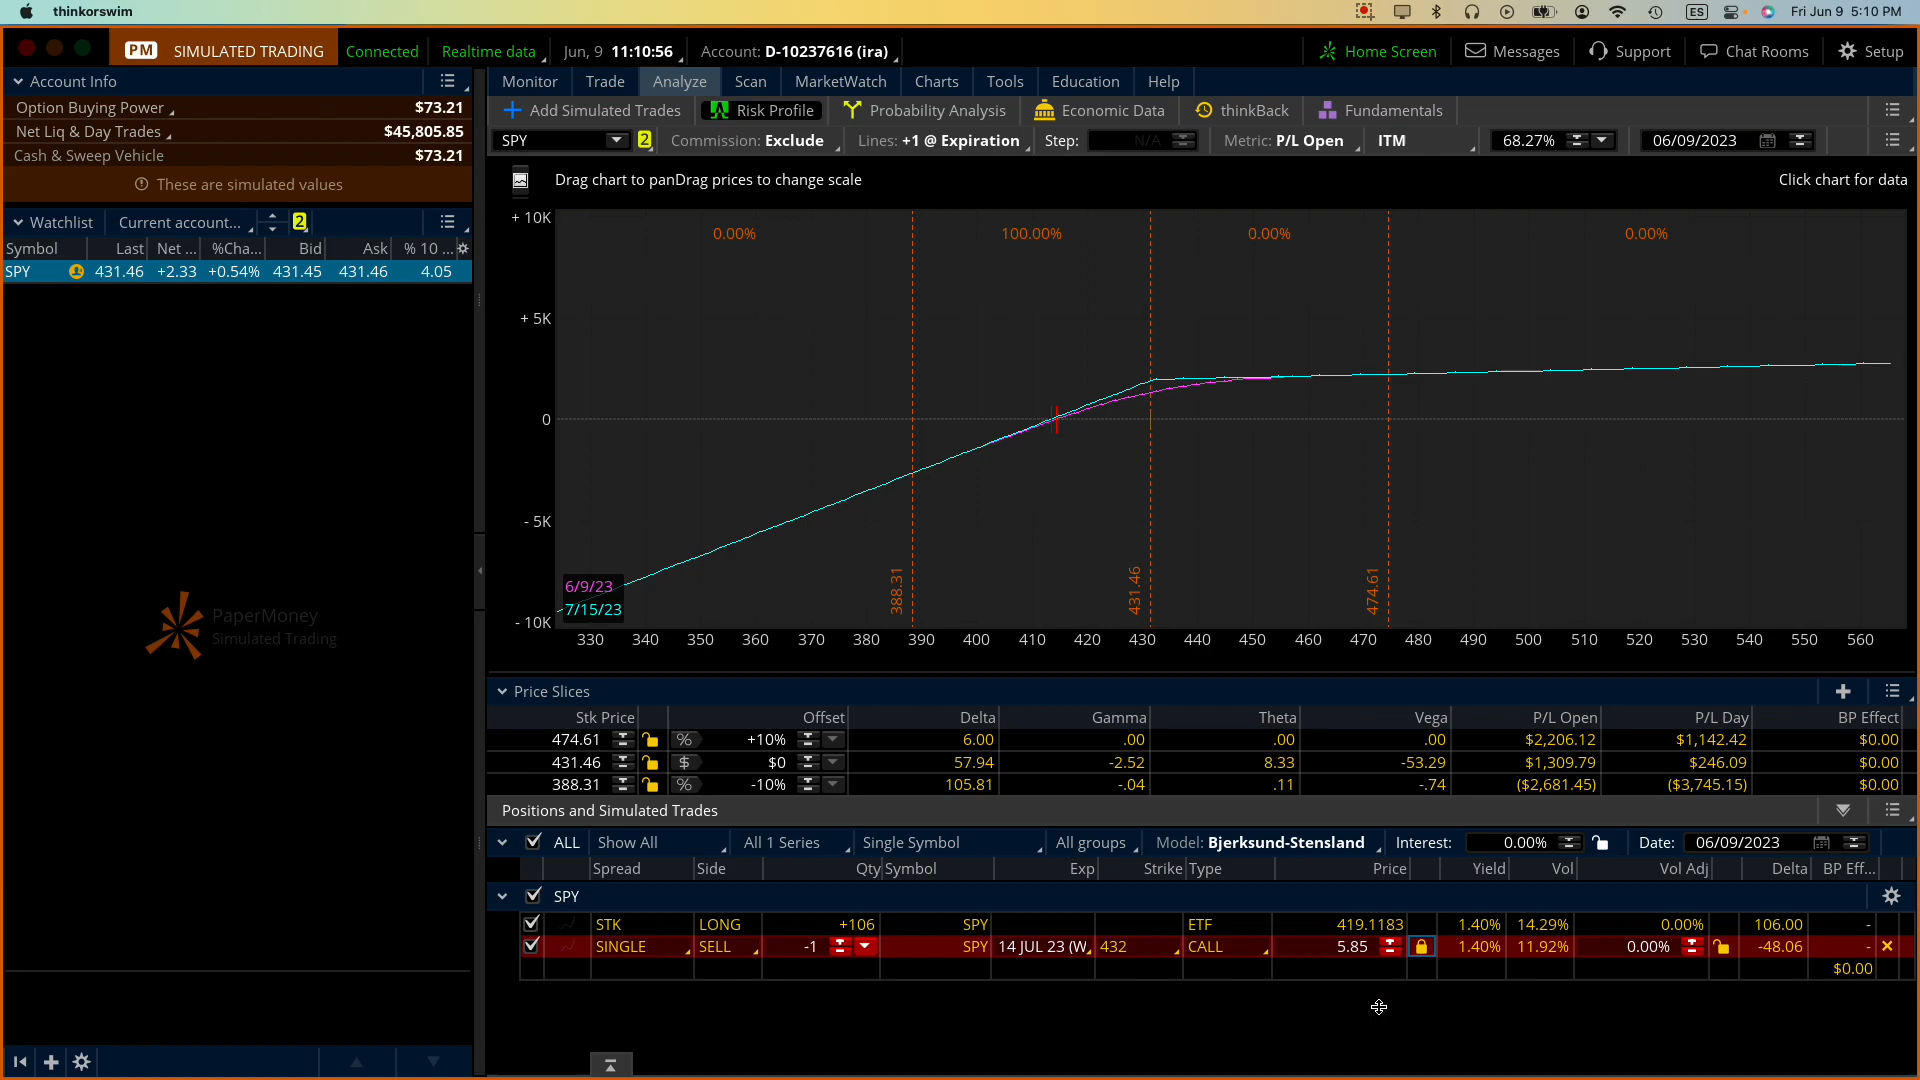 thinkorswim
ES
Fri Jun 9 5:10 PM
PM SIMULATED TRADING Connected Realtime data Jun, 9 11:10:56 Account: D-10237616 (ira) Home Screen Messages Support Chat Rooms Setup
Account Info
Option Buying Power $73.21
Net Liq & Day Trades $45,805.85
Cash & Sweep Vehicle $73.21
These are simulated values
Watchlist Current account... 2
Symbol Last Net ... %Cha... Bid Ask % 10 ...
SPY 431.46 +2.33 +0.54% 431.45 431.46 4.05
PaperMoney
Simulated Trading
Monitor Trade Analyze Scan MarketWatch Charts Tools Education Help
Add Simulated Trades Risk Profile Probability Analysis Economic Data thinkBack Fundamentals
SPY 2 Commission: Exclude Lines: +1 @ Expiration Step: N/A Metric: P/L Open ITM 68.27% 06/09/2023
Drag chart to panDrag prices to change scale Click chart for data
+ 10K
0.00% 100.00% 0.00% 0.00%
+ 5K
0
- 5K
388.31 431.46 474.61
6/9/23
7/15/23
- 10K
330 340 350 360 370 380 390 400 410 420 430 440 450 460 470 480 490 500 510 520 530 540 550 560
Price Slices
Stk Price Offset Delta Gamma Theta Vega P/L Open P/L Day BP Effect
474.61 % +10% 6.00 .00 .00 .00 $2,206.12 $1,142.42 $0.00
431.46 $ $0 57.94 -2.52 8.33 -53.29 $1,309.79 $246.09 $0.00
388.31 % -10% 105.81 -.04 .11 -.74 ($2,681.45) ($3,745.15) $0.00
Positions and Simulated Trades
ALL Show All All 1 Series Single Symbol All groups Model: Bjerksund-Stensland Interest: 0.00% Date: 06/09/2023
Spread Side Qty Symbol Exp Strike Type Price Yield Vol Vol Adj Delta BP Eff...
SPY
STK LONG +106 SPY ETF 419.1183 1.40% 14.29% 0.00% 106.00 -
SINGLE SELL -1 SPY 14 JUL 23 (W... 432 CALL 5.85 1.40% 11.92% 0.00% -48.06 -
$0.00